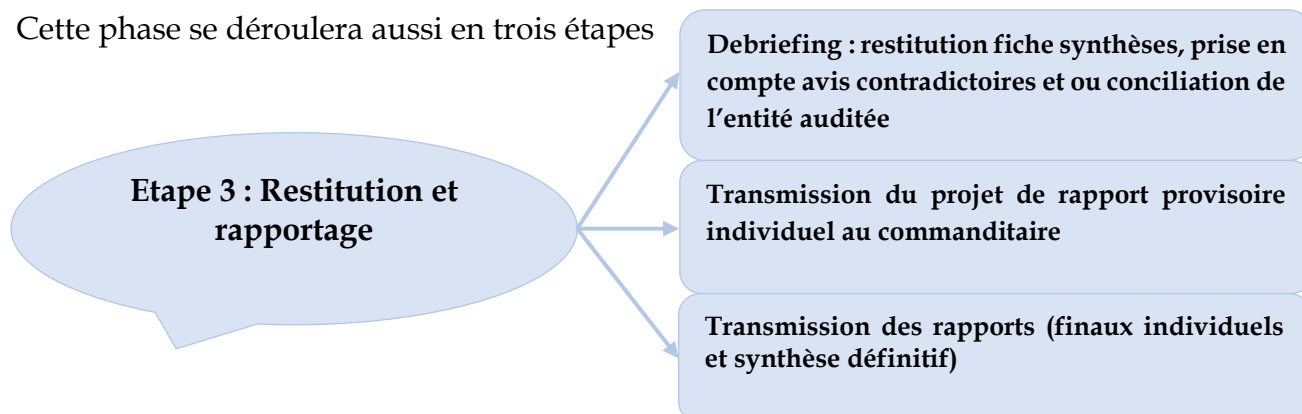 Cette phase se déroulera aussi en trois étapes
Debriefing : restitution fiche synthèses, prise en
compte avis contradictoires et ou conciliation de
l’entité auditée
Etape 3 : Restitution et
rapportage
Transmission du projet de rapport provisoire
individuel au commanditaire
Transmission des rapports (finaux individuels
et synthèse définitif)